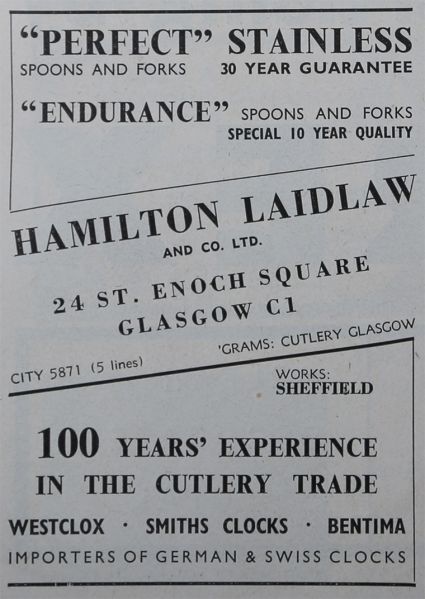 "PERFECT" STAINLESS
SPOONS AND FORKS 30 YEAR GUARANTEE
"ENDURANCE" SPOONS AND FORKS
SPECIAL 10 YEAR QUALITY
HAMILTON LAIDLAW
AND CO. LTD.
24 ST. ENOCH SQUARE
GLASGOW C1
CITY 5871 (5 lines) 'GRAMS: CUTLERY GLASGOW
WORKS:
SHEFFIELD
100 YEARS' EXPERIENCE
IN THE CUTLERY TRADE
WESTCLOX · SMITHS CLOCKS · BENTIMA
IMPORTERS OF GERMAN & SWISS CLOCKS